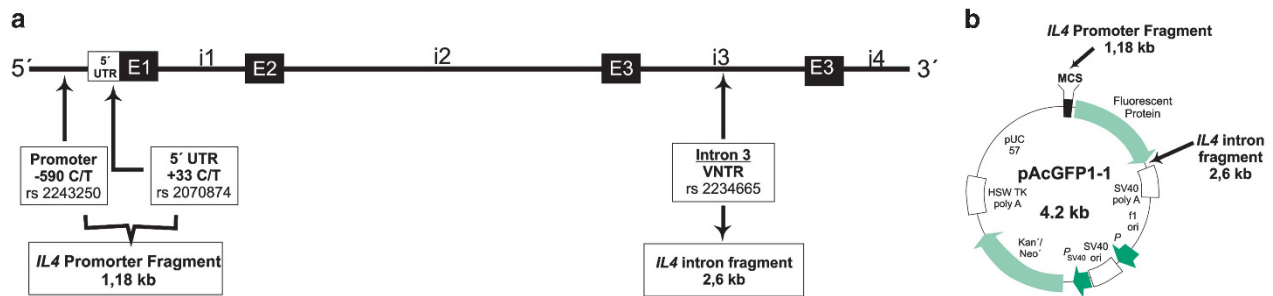 a
5´
5´
UTR
E1
i1
E2
i2
E3
i3
E3
i4
3´
Promoter
-590 C/T
rs 2243250
5´ UTR
+33 C/T
rs 2070874
Intron 3
VNTR
rs 2234665
IL4 Promorter Fragment
1,18 kb
IL4 intron fragment
2,6 kb
b
IL4 Promoter Fragment
1,18 kb
MCS
Fluorescent
Protein
IL4 intron
fragment
2,6 kb
pUC
57
pAcGFP1-1
4.2 kb
HSW TK
poly A
SV40
poly A
f1
ori
P
SV40
ori
PSV40
Kan´/
Neo´